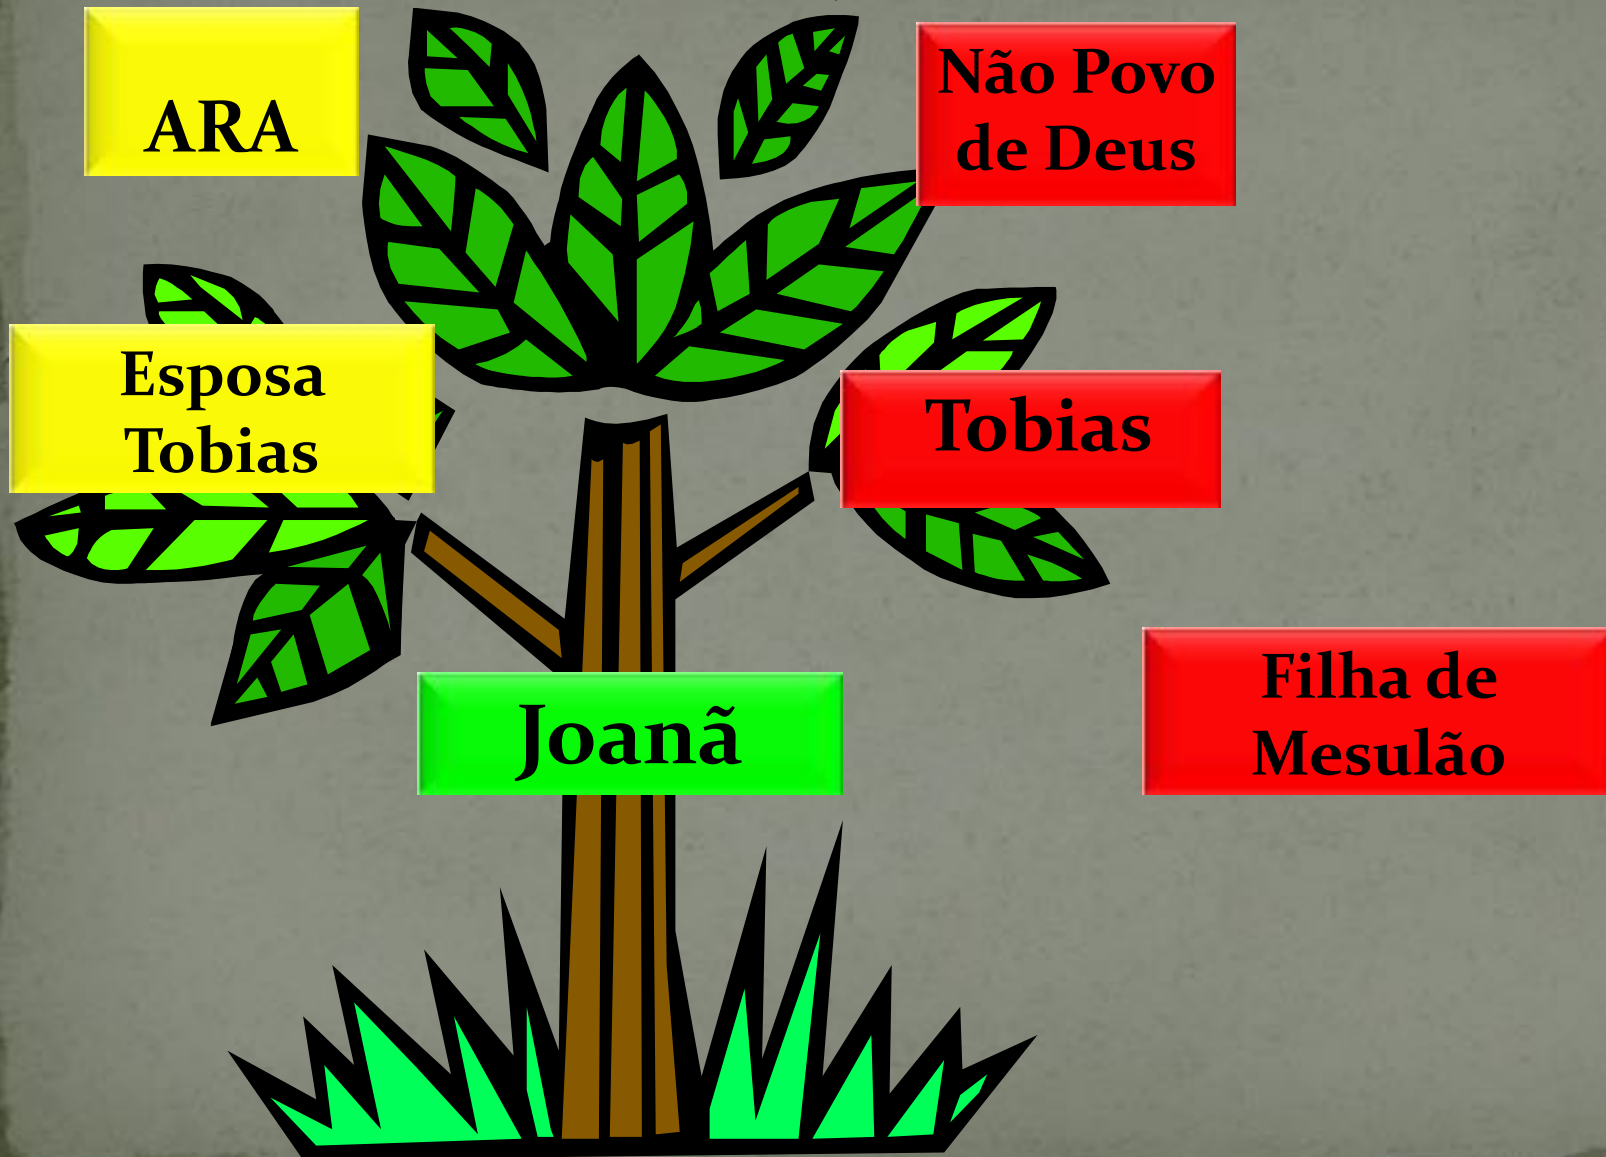 ARA
Não Povo
de Deus
Esposa
Tobias
Tobias
Joanã
Filha de
Mesulão